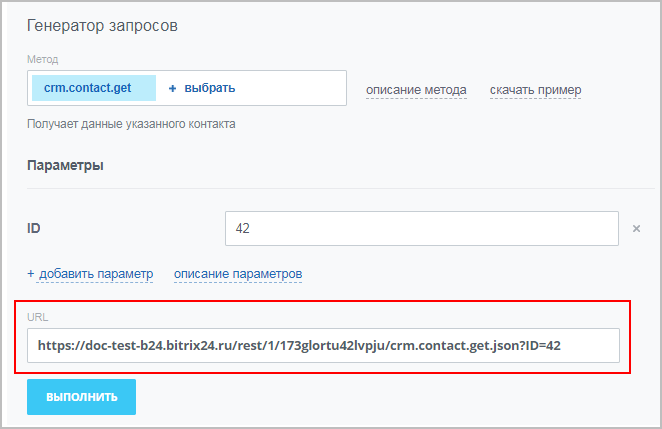 Генератор запросов
Метод
crm.contact.get + выбрать описание метода скачать пример
Получает данные указанного контакта
Параметры
ID 42 ×
+ добавить параметр описание параметров
URL
https://doc-test-b24.bitrix24.ru/rest/1/173glortu42lvpju/crm.contact.get.json?ID=42
ВЫПОЛНИТЬ